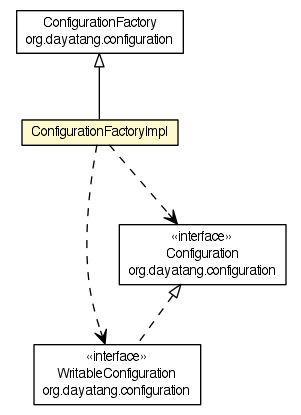 ConfigurationFactory
org.dayatang.configuration
ConfigurationFactoryImpl
«interface»
Configuration
org.dayatang.configuration
«interface»
WritableConfiguration
org.dayatang.configuration